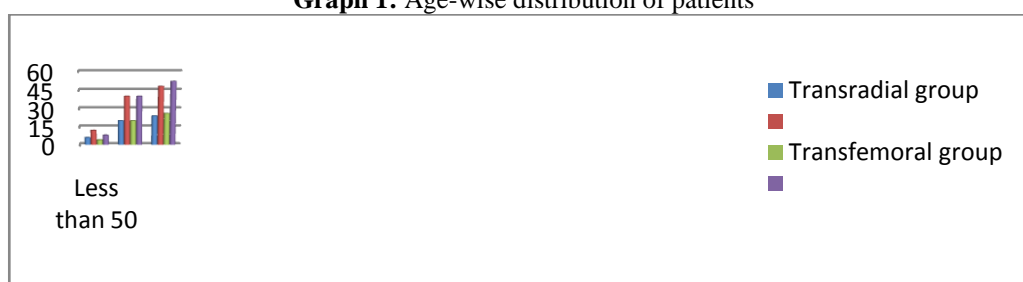 Graph 1: Age-wise distribution of patients
60
45
30
15
0
Less
than 50
Transradial group
Transfemoral group